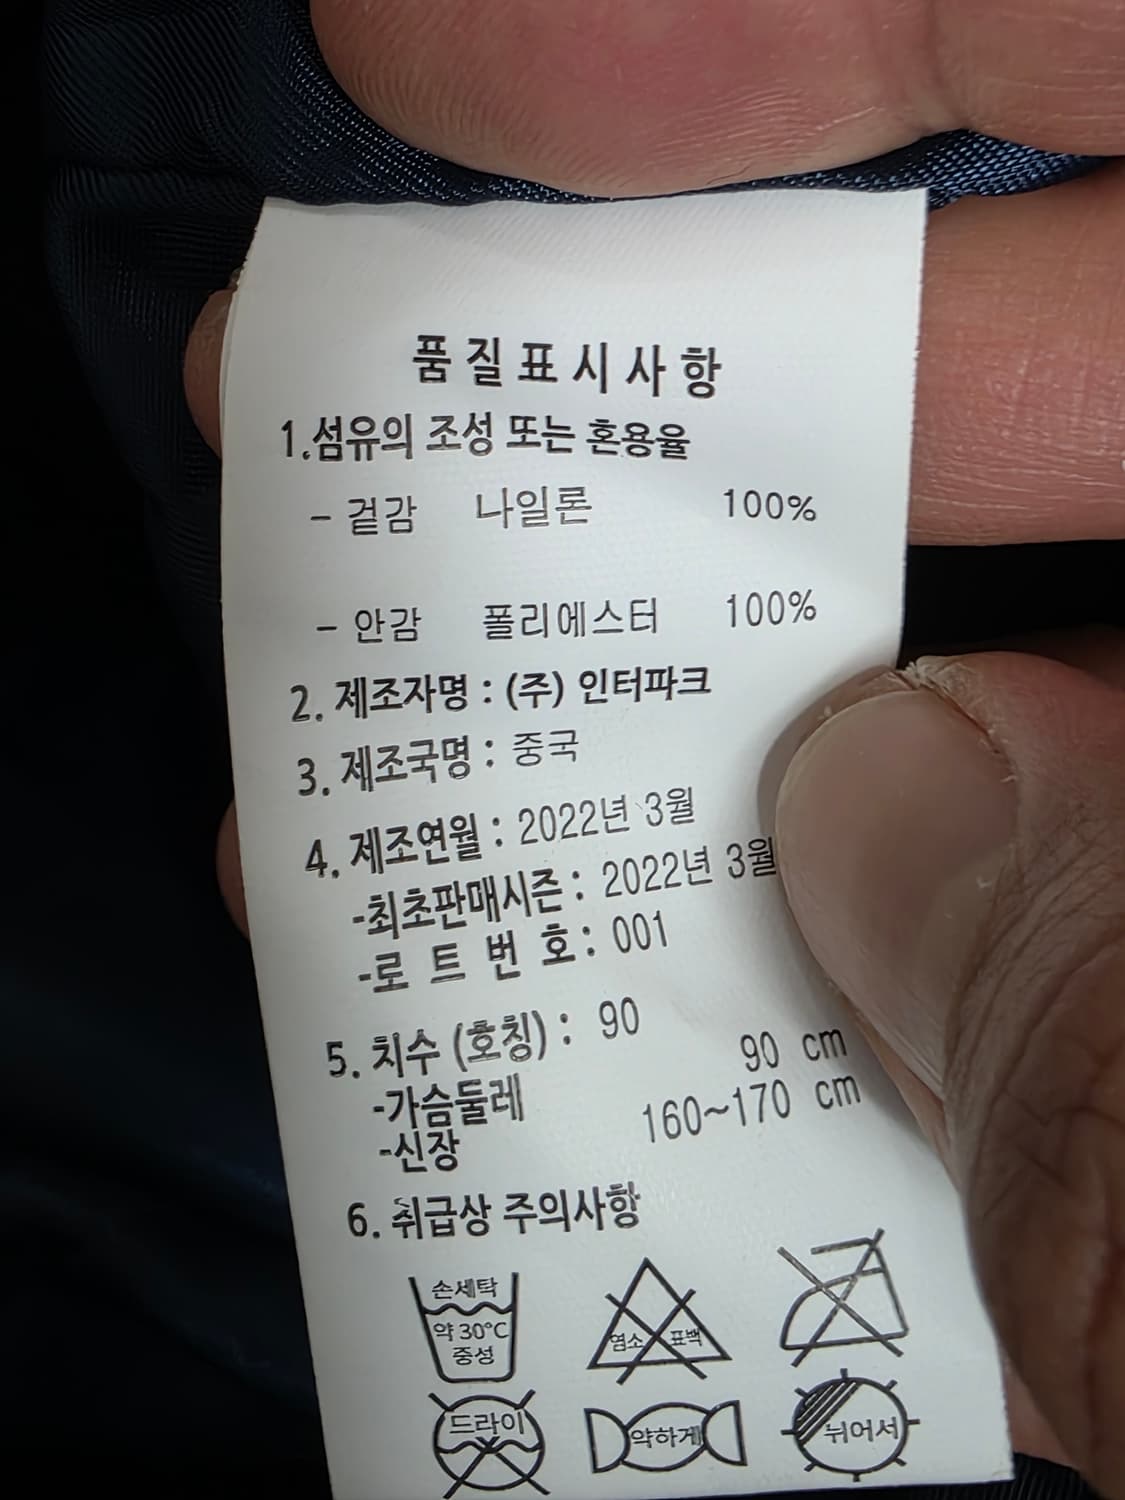 품질표시사항
1.섬유의 조성 또는 혼용율
- 겉감 나일론 100%
- 안감 폴리에스터 100%
2. 제조자명 : (주) 인터파크
3. 제조국명 : 중국
4. 제조연월 : 2022년 3월
-최초판매시즌 : 2022년 3월
-로 트 번 호 : 001
5. 치수 (호칭) : 90
-가슴둘레 90 cm
-신장 160~170 cm
6. 취급상 주의사항
손세탁
약 30℃
중성
염소 표백
드라이
약하게
뉘어서